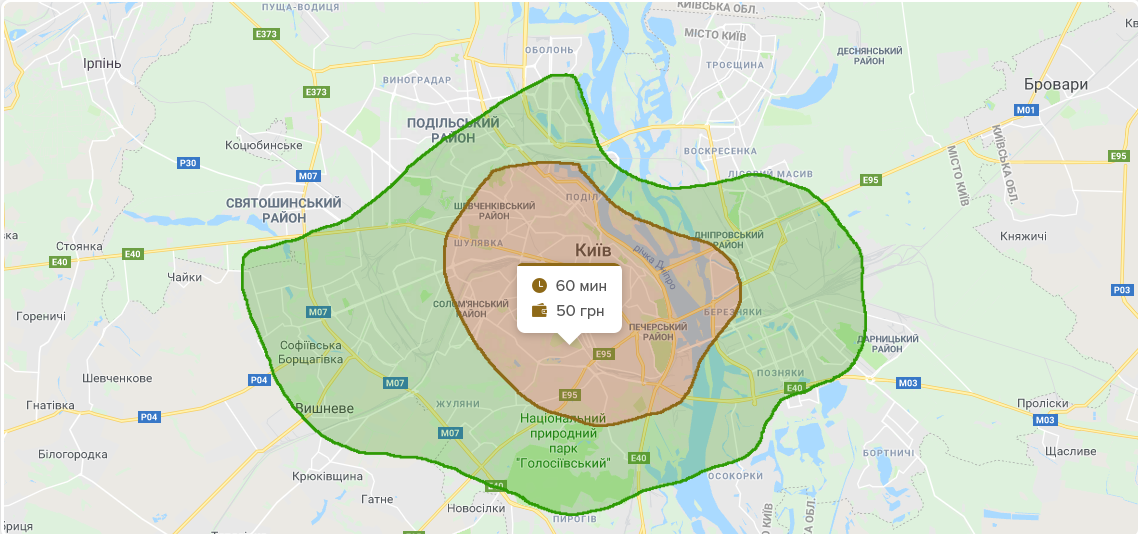 ПУЩА-ВОДИЦЯ
КИЇВСЬКА ОБЛ.
МІСТО КИЇВ
E373
ОБОЛОНЬ
ДЕСНЯНСЬКИЙ
РАЙОН
Ірпінь
ТРОЄЩИНА
ВИНОГРАДАР
Бровари
E373
M01
ПОДІЛЬСЬКИЙ
РАЙОН
Коцюбинське
ВОСКРЕСЕНКА
КИЇВСЬКА ОБЛ.
МІСТО КИЇВ
E95
P30
M07
ЛІСОВИЙ МАСИВ
E95
СВЯТОШИНСЬКИЙ
РАЙОН
ПОДІЛ
ШЕВЧЕНКІВСЬКИЙ
РАЙОН
Стоянка
E40
E40
ШУЛЯВКА
Київ
річка Дніпро
ДНІПРОВСЬКИЙ
РАЙОН
Княжичі
Чайки
60 мин
50 грн
P03
Гореничі
M07
СОЛОМ'ЯНСЬКИЙ
РАЙОН
БЕРЕЗНЯКИ
ПЕЧЕРСЬКИЙ
РАЙОН
Софіївська
Борщагівка
E95
ДАРНИЦЬКИЙ
РАЙОН
Шевченкове
P04
M07
E95
ПОЗНЯКИ
E40
M03
Гнатівка
P04
Вишневе
ЖУЛЯНИ
Проліски
M03
Національний
природний
парк
"Голосіївський"
M07
Білогородка
E40
БОРТНИЧІ
Щасливе
Крюківщина
E40
ОСОКОРКИ
Гатне
Новосілки
ПИРОГІВ